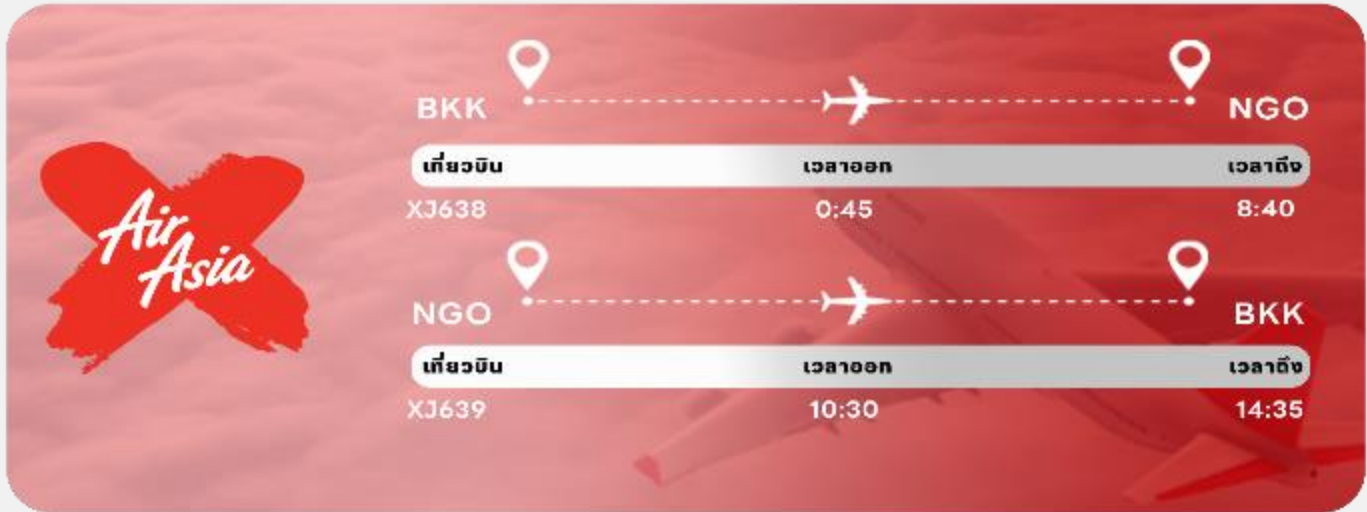 Air
Asia
BKK NGO
เที่ยวบิน เวลาออก เวลาถึง
XJ638 0:45 8:40
NGO BKK
เที่ยวบิน เวลาออก เวลาถึง
XJ639 10:30 14:35